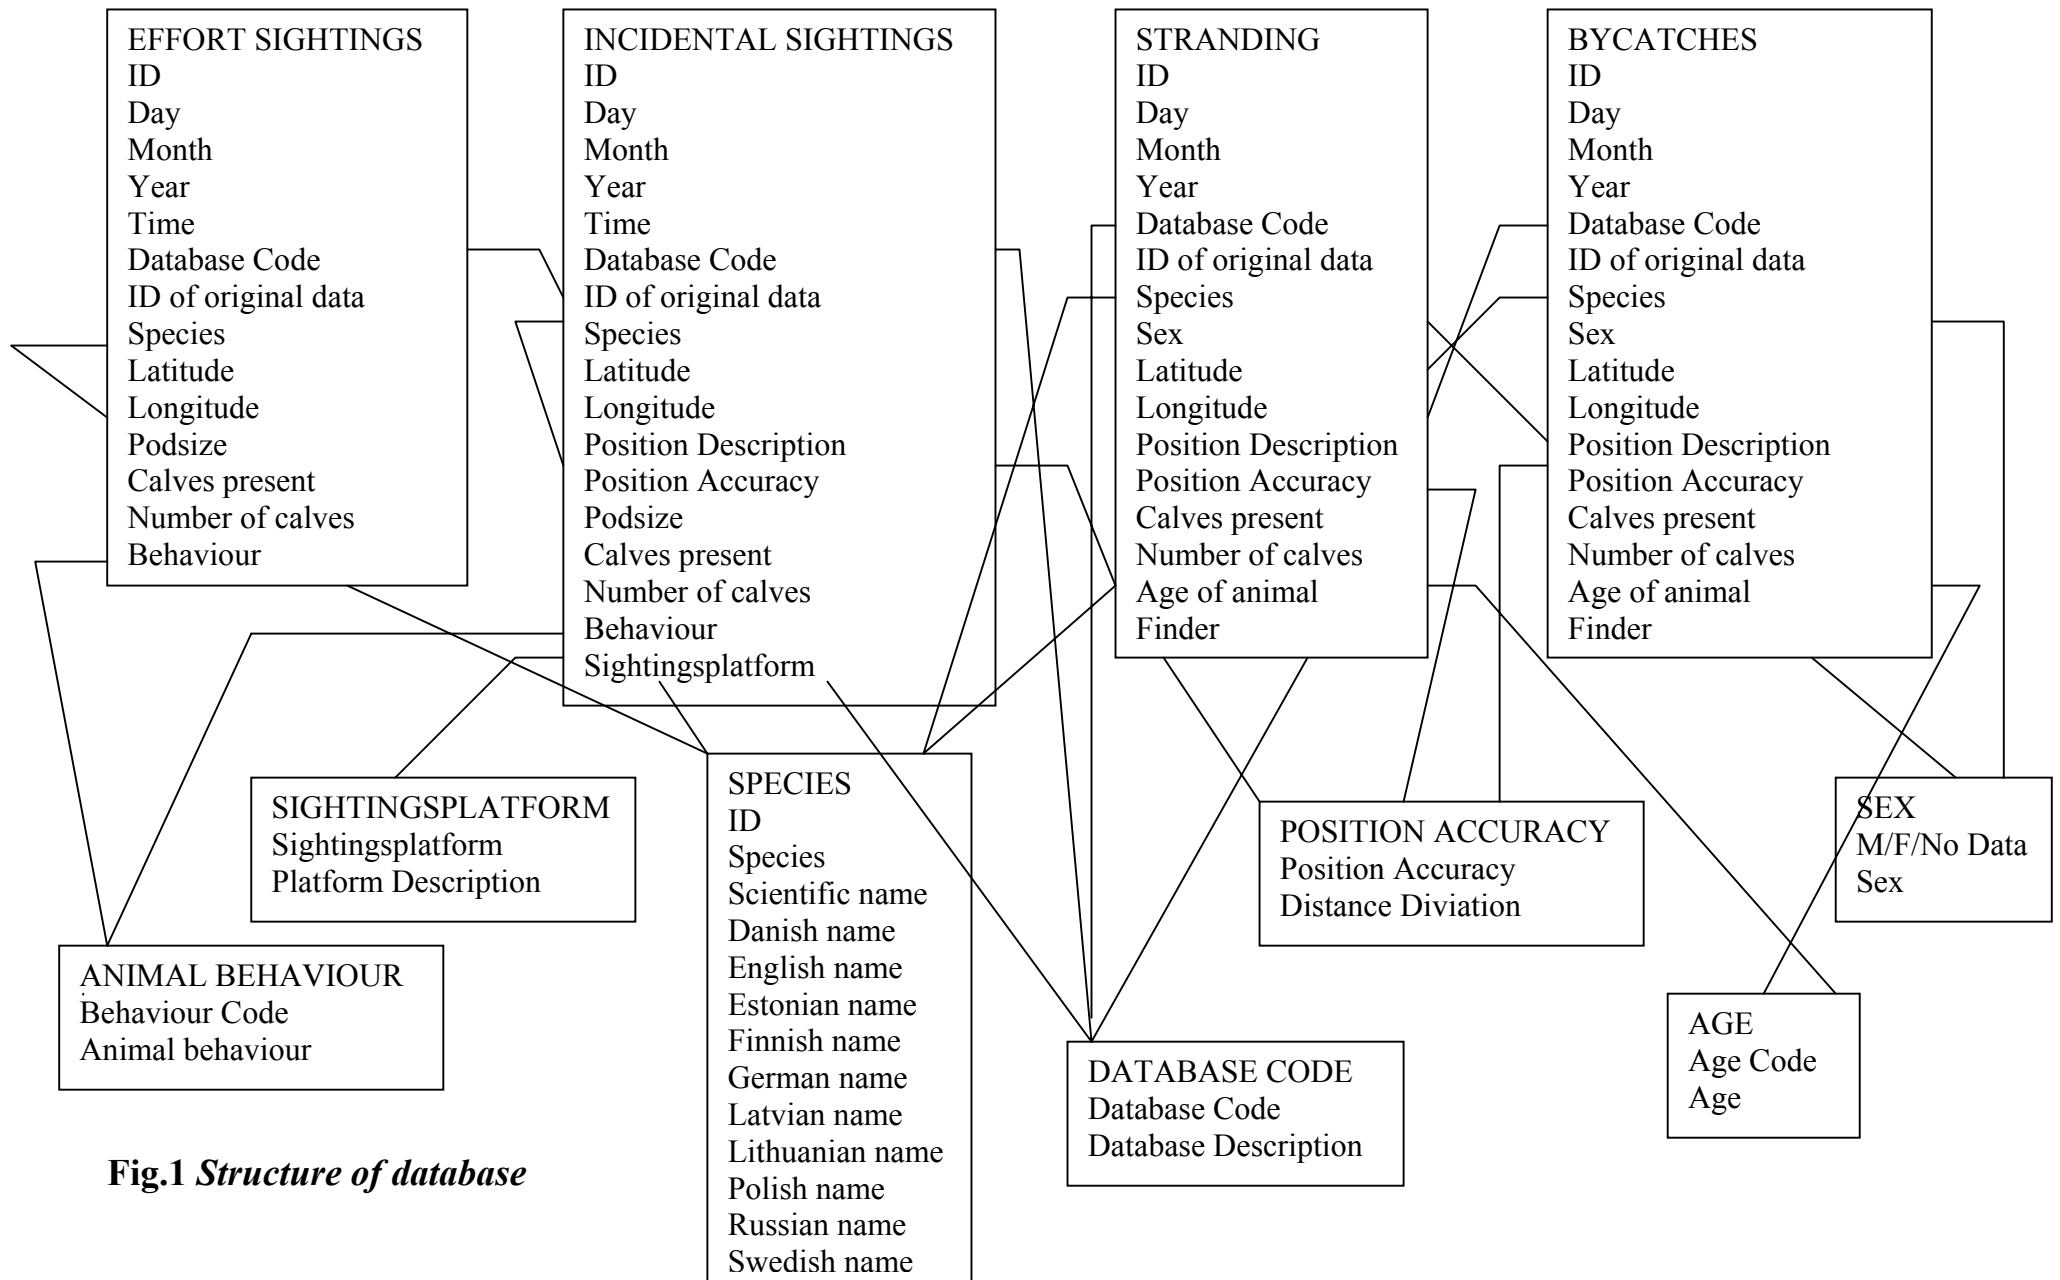 EFFORT SIGHTINGS
ID
Day
Month
Year
Time
Database Code
ID of original data
Species
Latitude
Longitude
Podsize
Calves present
Number of calves
Behaviour
INCIDENTAL SIGHTINGS
ID
Day
Month
Year
Time
Database Code
ID of original data
Species
Latitude
Longitude
Position Description
Position Accuracy
Podsize
Calves present
Number of calves
Behaviour
Sightingsplatform
STRANDING
ID
Day
Month
Year
Database Code
ID of original data
Species
Sex
Latitude
Longitude
Position Description
Position Accuracy
Calves present
Number of calves
Age of animal
Finder
BYCATCHES
ID
Day
Month
Year
Database Code
ID of original data
Species
Sex
Latitude
Longitude
Position Description
Position Accuracy
Calves present
Number of calves
Age of animal
Finder
SIGHTINGSPLATFORM
Sightingsplatform
Platform Description
SPECIES
ID
Species
Scientific name
Danish name
English name
Estonian name
Finnish name
German name
Latvian name
Lithuanian name
Polish name
Russian name
Swedish name
POSITION ACCURACY
Position Accuracy
Distance Diviation
SEX
M/F/No Data
Sex
ANIMAL BEHAVIOUR
Behaviour Code
Animal behaviour
DATABASE CODE
Database Code
Database Description
AGE
Age Code
Age
Fig.1 Structure of database